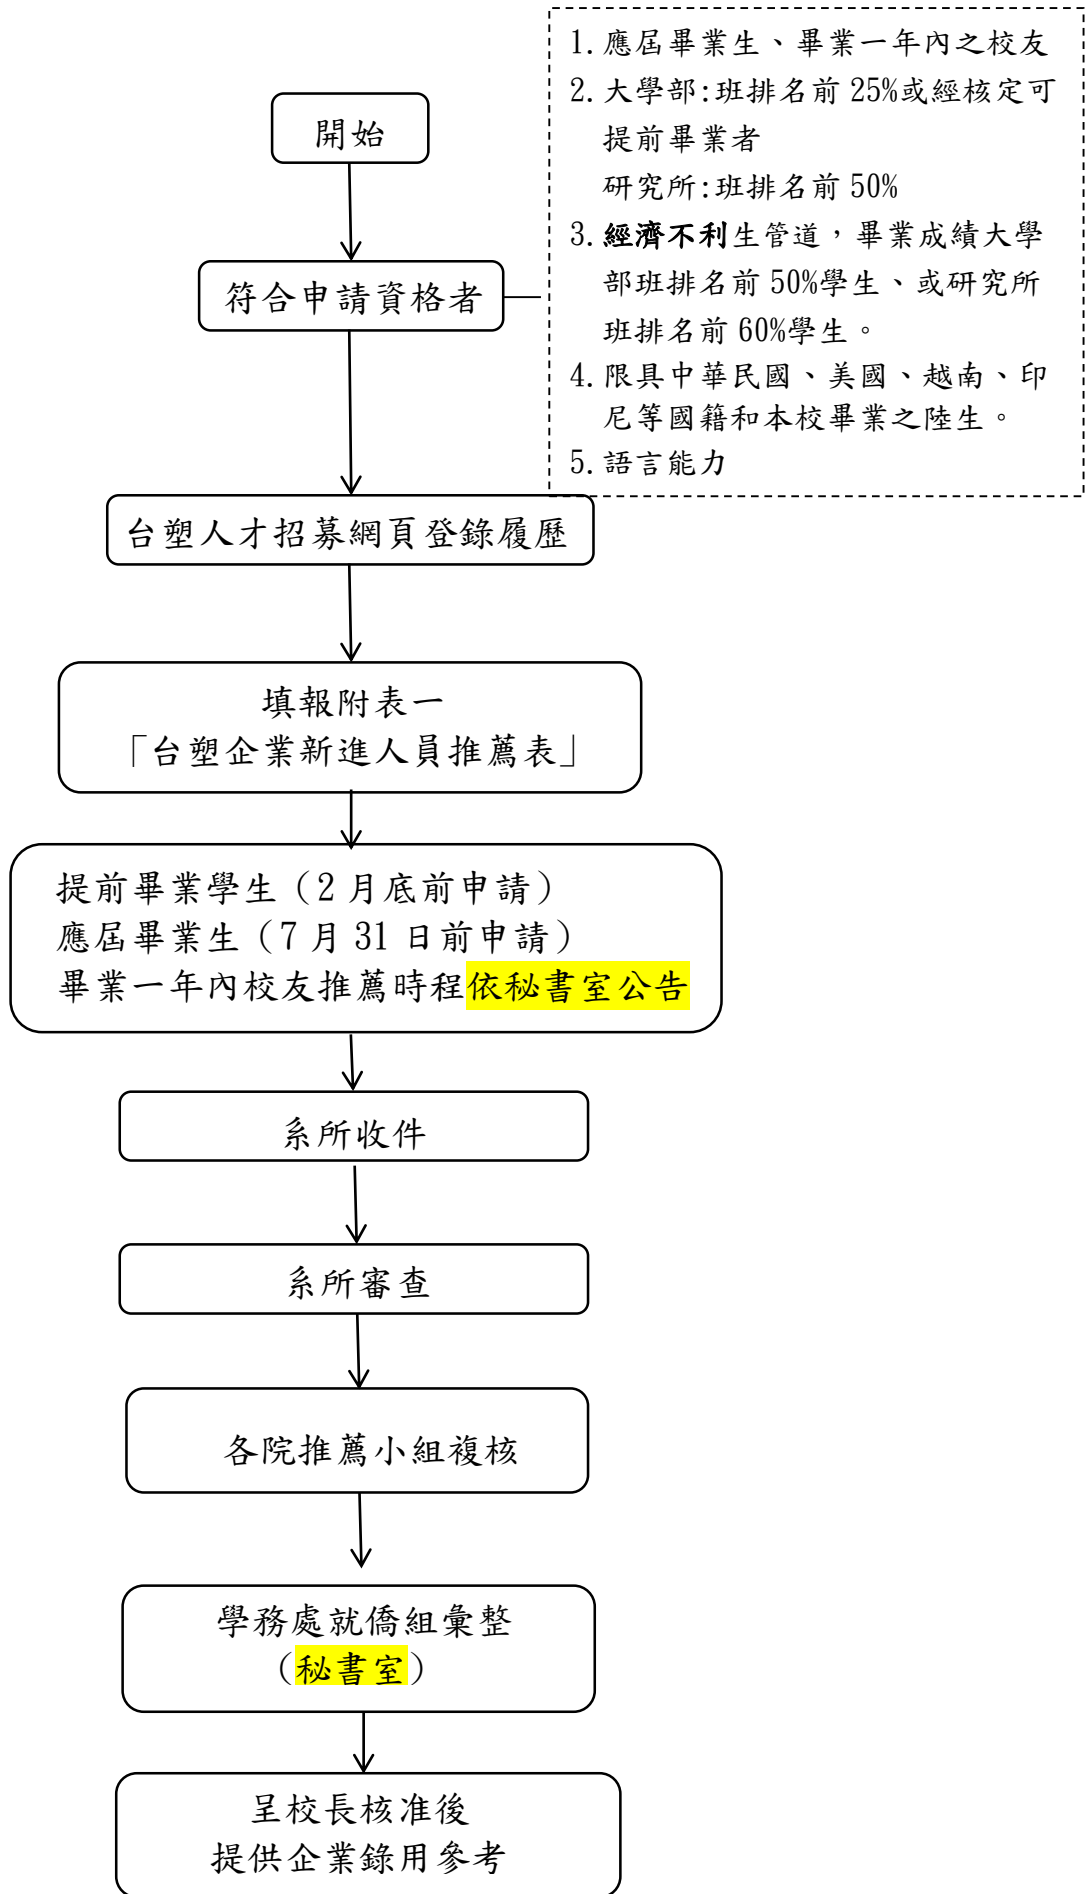 1.應屆畢業生、畢業一年內之校友
2.大學部:班排名前 25%或經核定可
提前畢業者
研究所:班排名前 50%
3.經濟不利生管道，畢業成績大學
部班排名前 50%學生、或研究所
班排名前 60%學生。
4.限具中華民國、美國、越南、印
尼等國籍和本校畢業之陸生。
5.語言能力
開始
符合申請資格者
台塑人才招募網頁登錄履歷
填報附表一
「台塑企業新進人員推薦表」
提前畢業學生（2 月底前申請）
應屆畢業生（7 月 31 日前申請）
畢業一年內校友推薦時程依秘書室公告
系所收件
系所審查
各院推薦小組複核
學務處就僑組彙整
（秘書室）
呈校長核准後
提供企業錄用參考